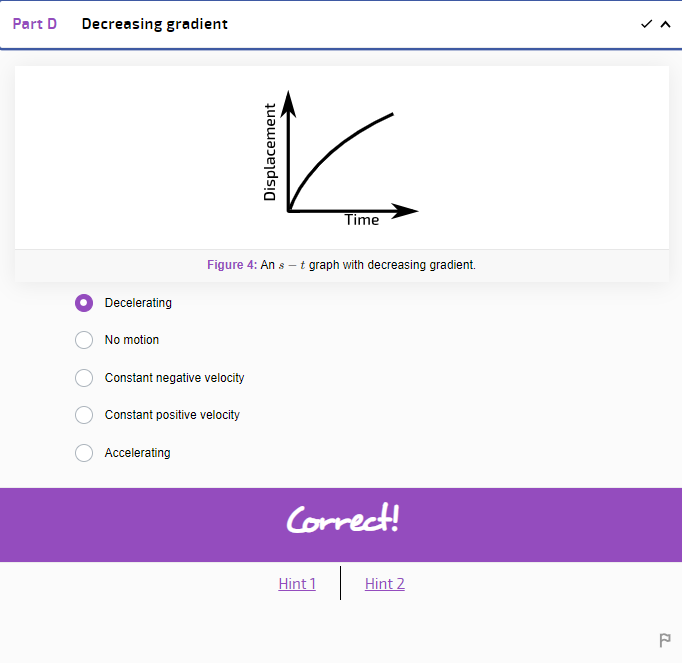 Part D Decreasing gradient
Displacement
Time
Figure 4: An s − t graph with decreasing gradient.
Decelerating
No motion
Constant negative velocity
Constant positive velocity
Accelerating
Correct!
Hint 1 Hint 2